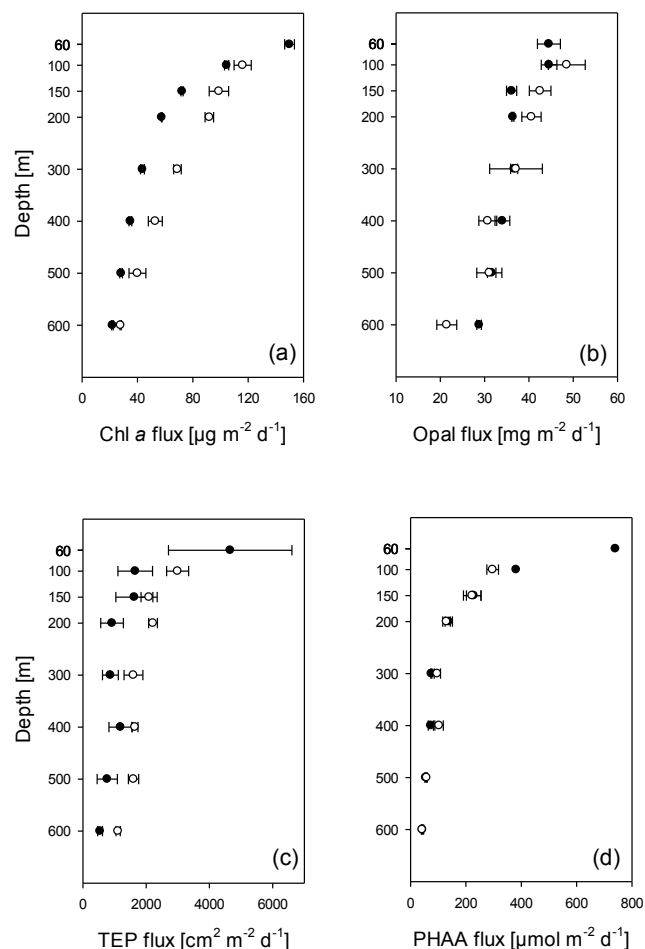 60
100
150
200
300
400
500
600
Depth [m]
(a)
0 40 80 120 160
Chl a flux [µg m-2 d-1]
60
100
150
200
300
400
500
600
(b)
10 20 30 40 50 60
Opal flux [mg m-2 d-1]
60
100
150
200
300
400
500
600
Depth [m]
(c)
0 2000 4000 6000
TEP flux [cm2 m-2 d-1]
60
100
150
200
300
400
500
600
(d)
0 200 400 600 800
PHAA flux [µmol m-2 d-1]